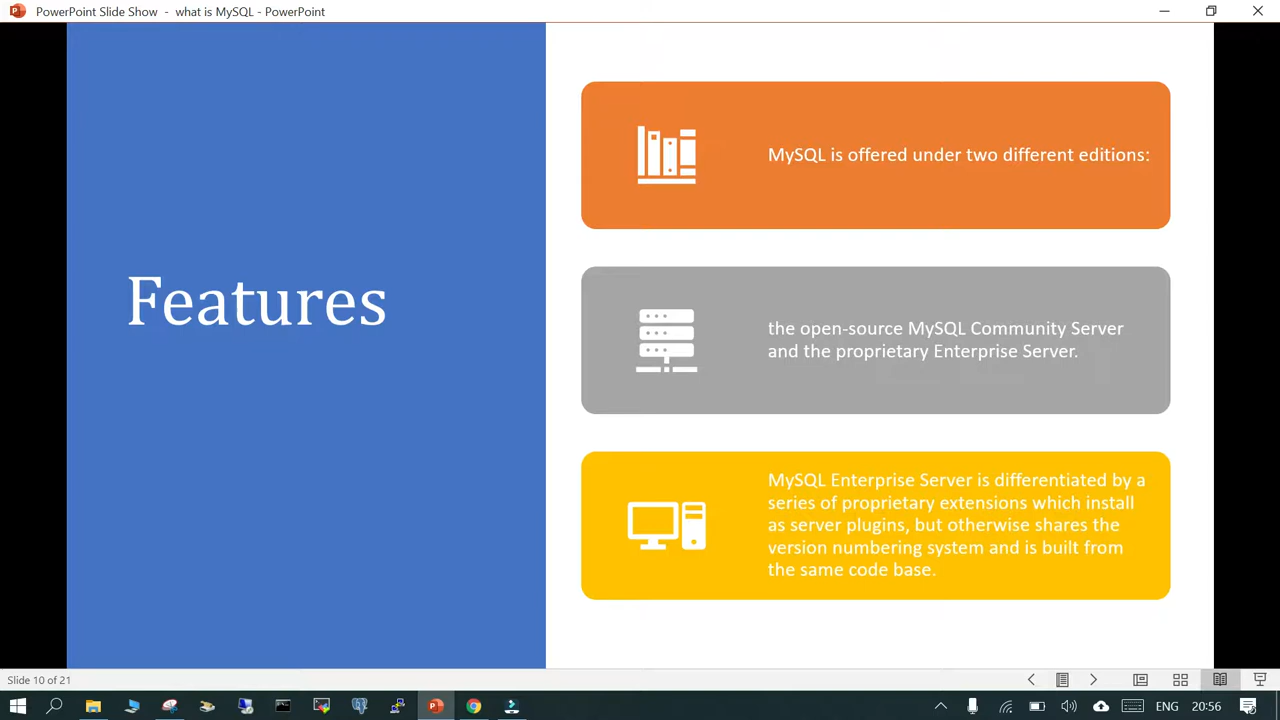 PowerPoint Slide Show - what is MySQL - PowerPoint
Features
MySQL is offered under two different editions:
the open-source MySQL Community Server
and the proprietary Enterprise Server.
MySQL Enterprise Server is differentiated by a
series of proprietary extensions which install
as server plugins, but otherwise shares the
version numbering system and is built from
the same code base.
Slide 10 of 21
ENG
20:56